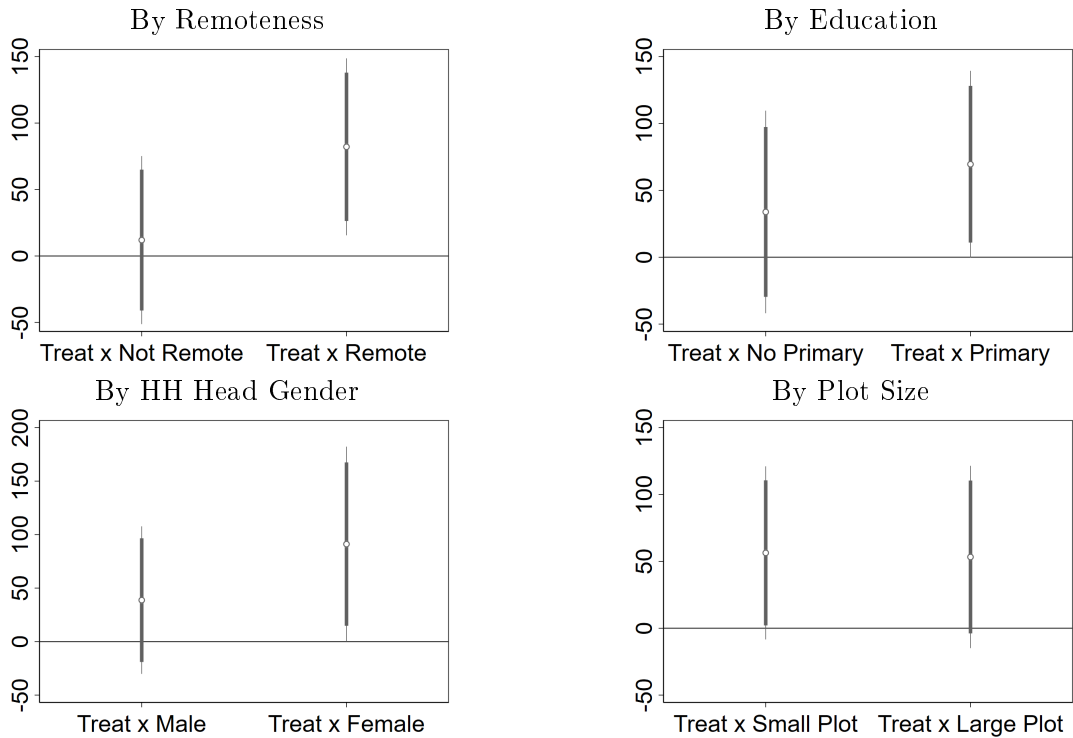 By Remoteness
150
100
50
0
-50
Treat x Not Remote Treat x Remote
By Education
150
100
50
0
-50
Treat x No Primary Treat x Primary
By HH Head Gender
200
150
100
50
0
-50
Treat x Male Treat x Female
By Plot Size
150
100
50
0
-50
Treat x Small Plot Treat x Large Plot